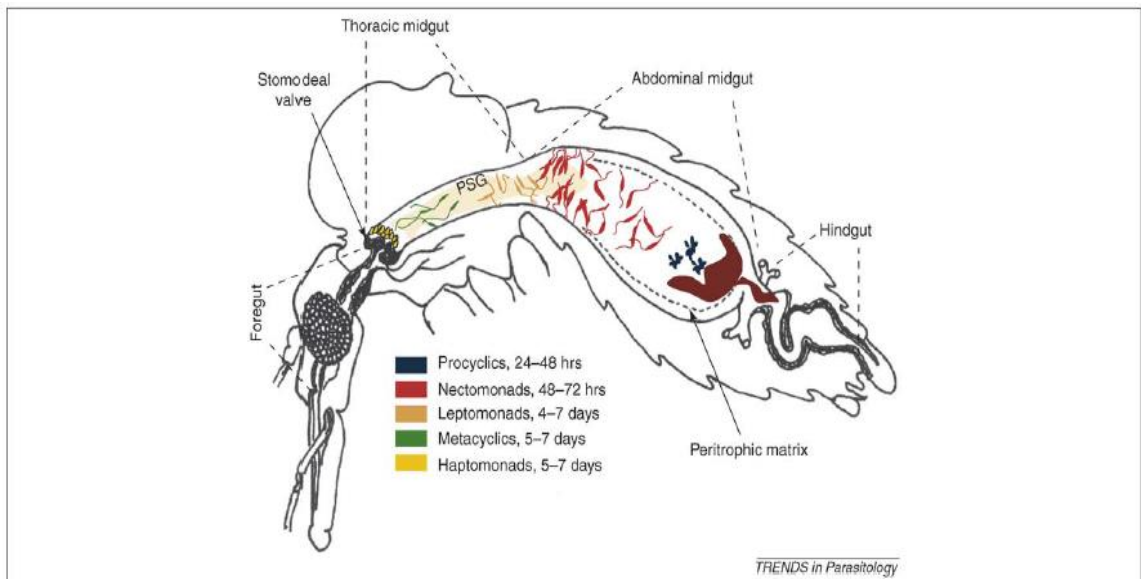 Thoracic midgut
Stomodeal
valve
Abdominal midgut
PSG
Hindgut
Foregut
Procyclics, 24–48 hrs
Nectomonads, 48–72 hrs
Leptomonads, 4–7 days
Metacyclics, 5–7 days
Haptomonads, 5–7 days
Peritrophic matrix
TRENDS in Parasitology